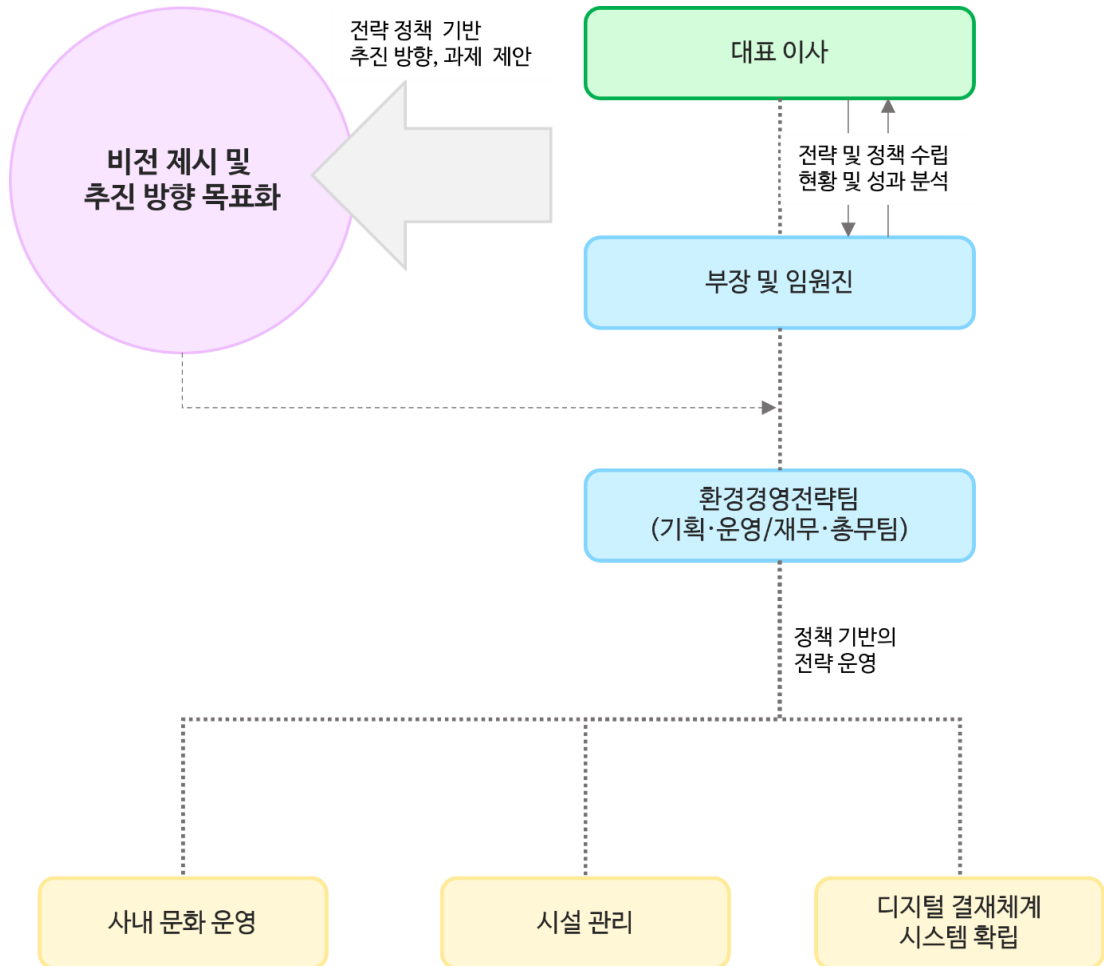 전략 정책 기반
추진 방향, 과제 제안
대표 이사
비전 제시 및
추진 방향 목표화
전략 및 정책 수립
현황 및 성과 분석
부장 및 임원진
환경경영전략팀
(기획·운영/재무·총무팀)
정책 기반의
전략 운영
사내 문화 운영
시설 관리
디지털 결재체계
시스템 확립